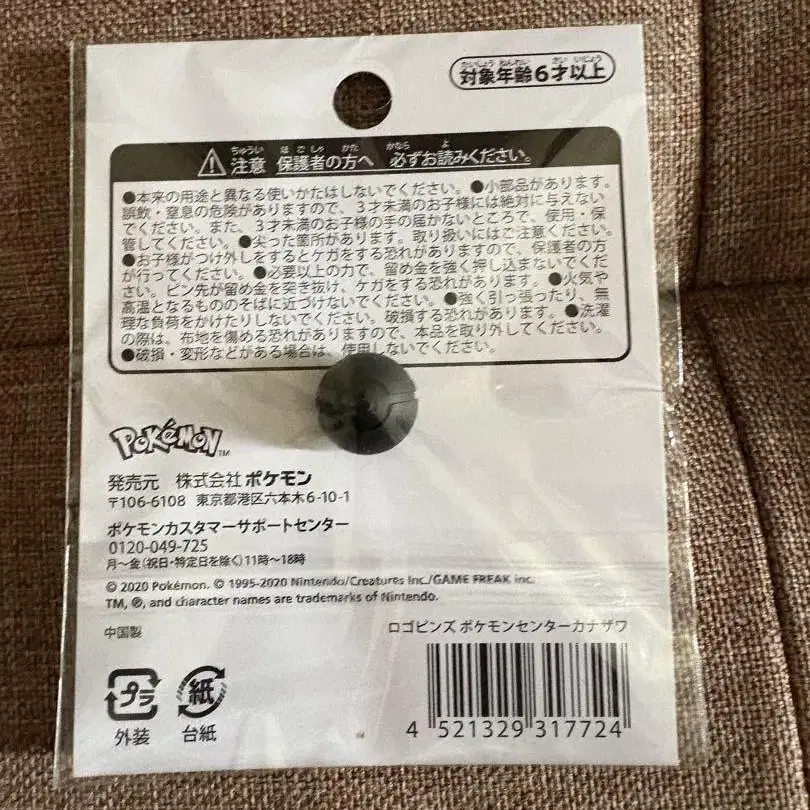 対象年齢6才以上
注意 保護者の方へ 必ずお読みください。
●本来の用途と異なる使いかたはしないでください。●小部品があります。
誤飲・窒息の危険がありますので、3才未満のお子様には絶対に与えない
でください。また、3才未満のお子様の手の届かないところで、使用・保
管してください。●尖った箇所があります。取り扱いにはご注意ください。
●お子様がつけ外しをするとケガをする恐れがありますので、保護者の方
が行ってください。●必要以上の力で、留め金を強く押し込まないでくだ
さい。ピン先が留め金を突き抜け、ケガをする恐れがあります。●火気や
高温となるもののそばに近づけないでください。●強く引っ張ったり、無
理な負荷をかけたりしないでください。破損する恐れがあります。●洗濯
の際は、布地を傷める恐れがありますので、本品を取り外してください。
●破損・変形などがある場合は、使用しないでください。
POKéMON™
発売元 株式会社ポケモン
〒106-6108 東京都港区六本木6-10-1
ポケモンカスタマーサポートセンター
0120-049-725
月〜金(祝日・特定日を除く)11時〜18時
© 2020 Pokémon. © 1995-2020 Nintendo/Creatures Inc./GAME FREAK inc.
TM, ®, and character names are trademarks of Nintendo.
中国製
ロゴピンズ ポケモンセンターカナザワ
プラ 紙
外装 台紙
4 521329 317724